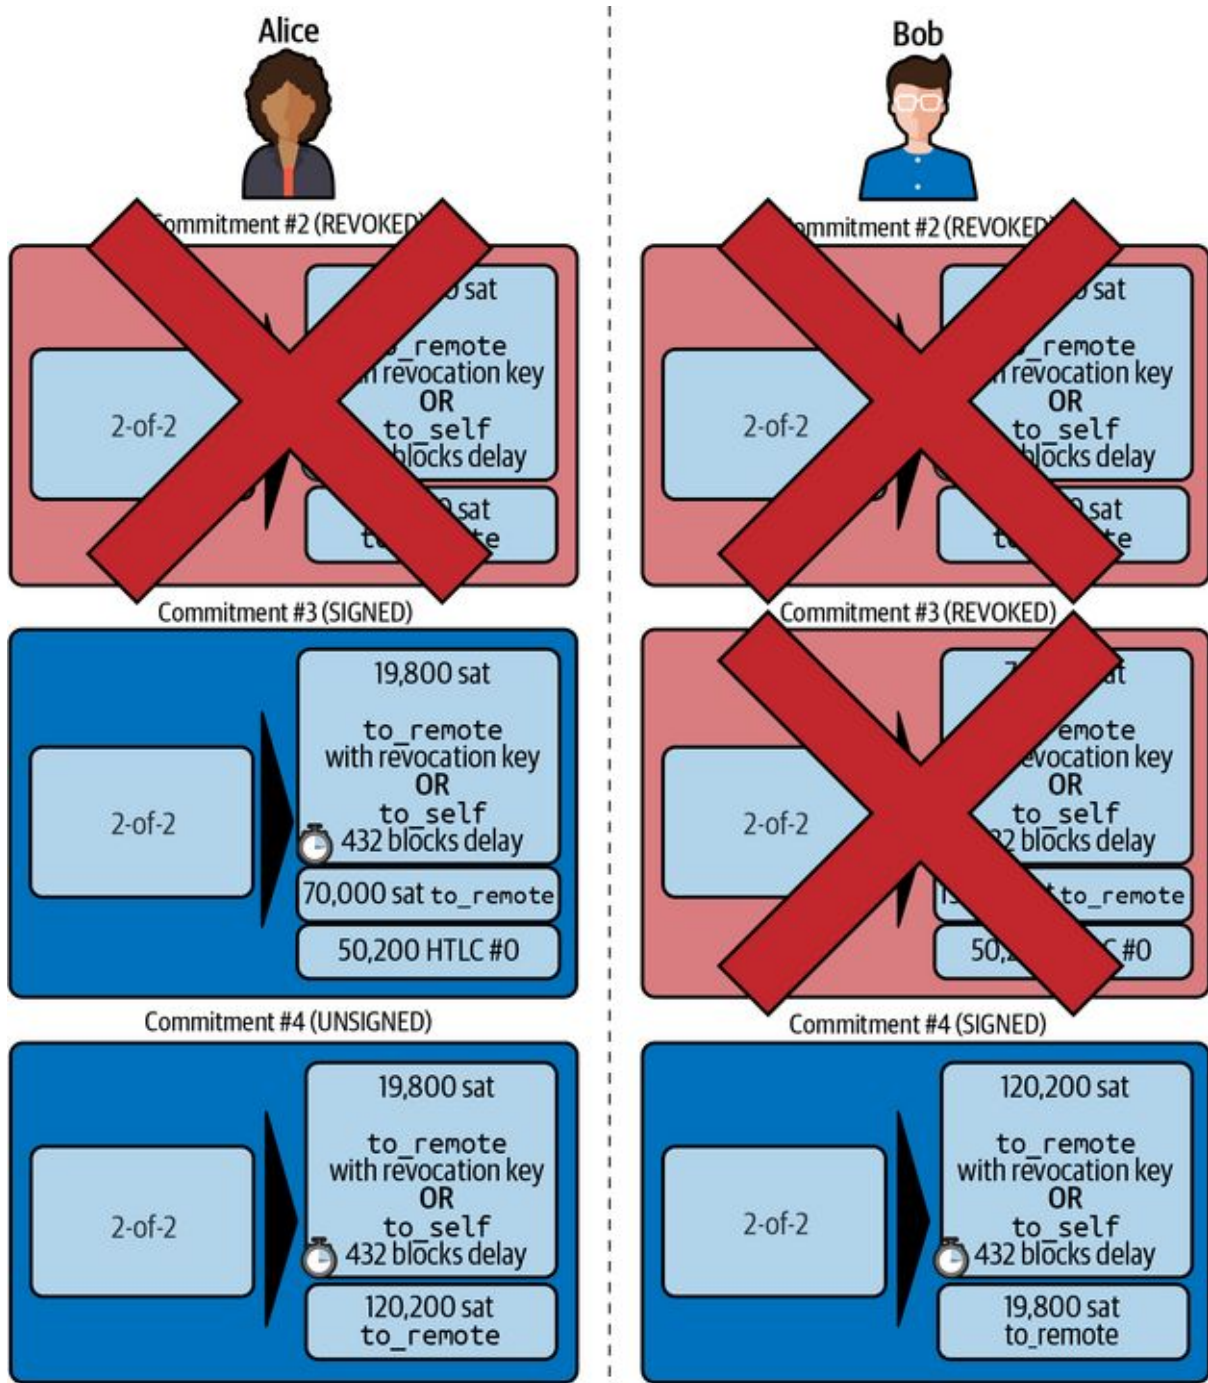 Alice
Commitment #2 (REVOKED)
sat
to_remote
revocation key
OR
to_self
blocks delay
2-of-2
sat
Commitment #3 (SIGNED)
19,800 sat
to_remote
with revocation key
OR
to_self
432 blocks delay
2-of-2
70,000 sat to_remote
50,200 HTLC #0
Commitment #4 (UNSIGNED)
19,800 sat
to_remote
with revocation key
OR
to_self
432 blocks delay
2-of-2
120,200 sat
to_remote
Bob
Commitment #2 (REVOKED)
sat
to_remote
revocation key
OR
to_self
blocks delay
2-of-2
sat
Commitment #3 (REVOKED)
revocation key
OR
to_self
blocks delay
2-of-2
to_remote
#0
Commitment #4 (SIGNED)
120,200 sat
to_remote
with revocation key
OR
to_self
432 blocks delay
2-of-2
19,800 sat
to_remote